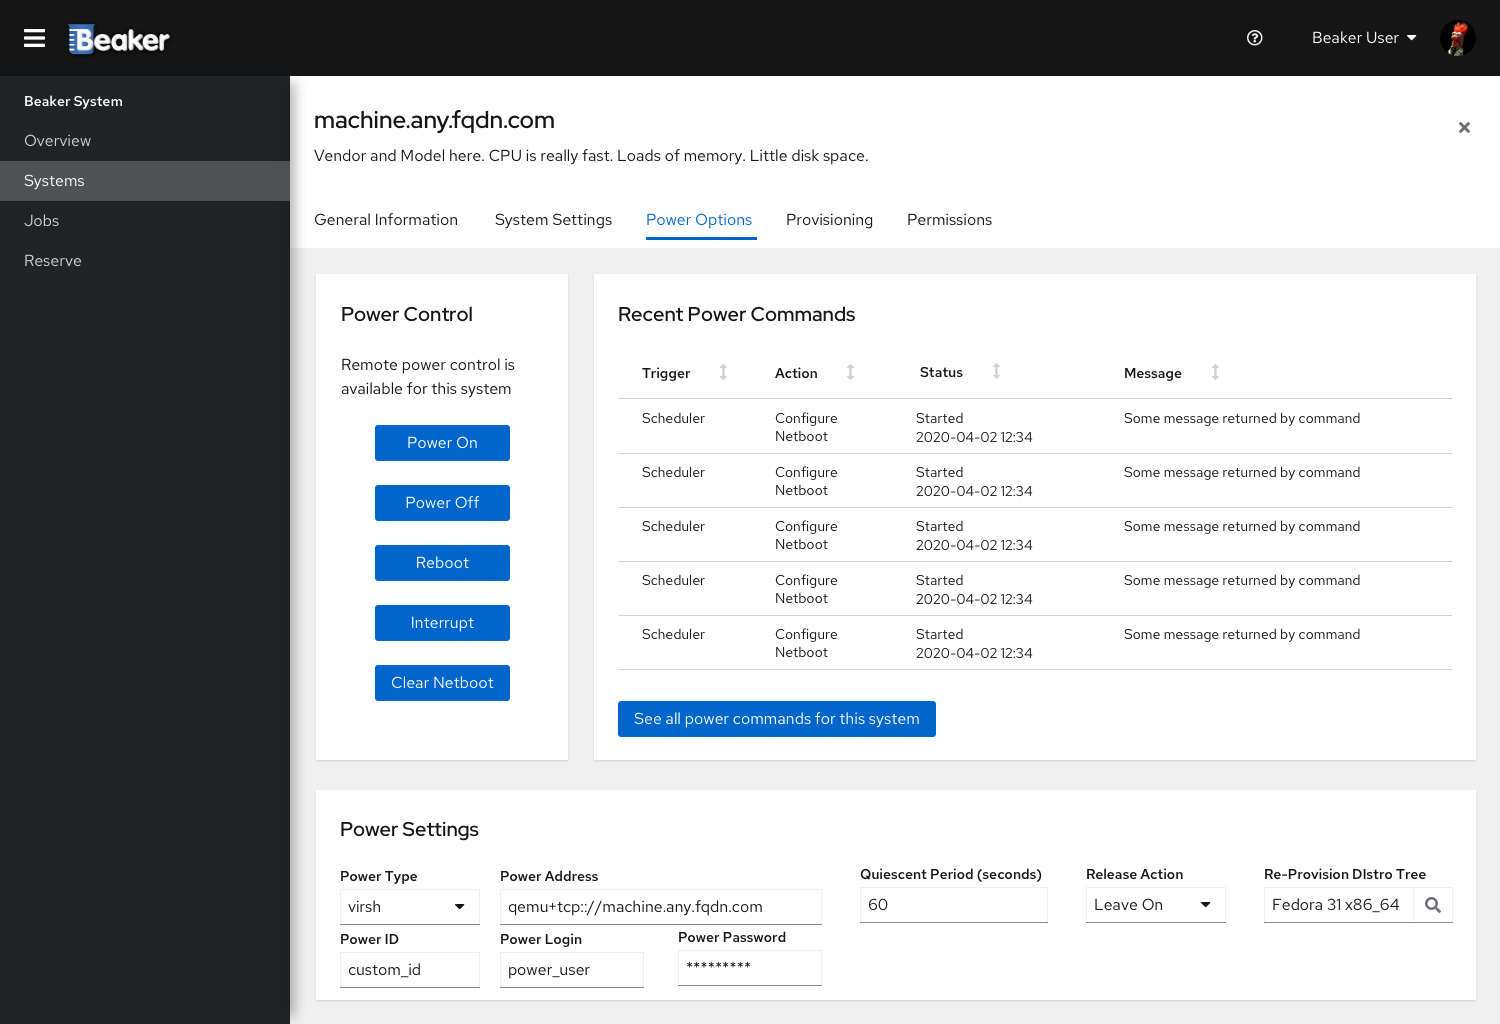 Beaker
Beaker User
Beaker System
Overview
Systems
Jobs
Reserve
machine.any.fqdn.com
Vendor and Model here. CPU is really fast. Loads of memory. Little disk space.
General Information System Settings Power Options Provisioning Permissions
Power Control
Remote power control is
available for this system
Power On
Power Off
Reboot
Interrupt
Clear Netboot
Recent Power Commands
Trigger Action Status Message
Scheduler Configure Started Some message returned by command
Netboot 2020-04-02 12:34
Scheduler Configure Started Some message returned by command
Netboot 2020-04-02 12:34
Scheduler Configure Started Some message returned by command
Netboot 2020-04-02 12:34
Scheduler Configure Started Some message returned by command
Netboot 2020-04-02 12:34
Scheduler Configure Started Some message returned by command
Netboot 2020-04-02 12:34
See all power commands for this system
Power Settings
Power Type Power Address Quiescent Period (seconds) Release Action Re-Provision DIstro Tree
virsh qemu+tcp:://machine.any.fqdn.com 60 Leave On Fedora 31 x86_64
Power ID Power Login Power Password
custom_id power_user *********